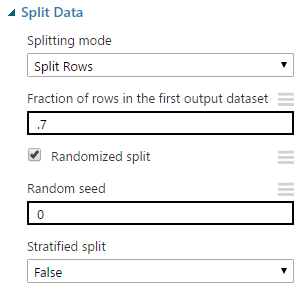 Split Data
Splitting mode
Split Rows
Fraction of rows in the first output dataset
.7
Randomized split
Random seed
0
Stratified split
False